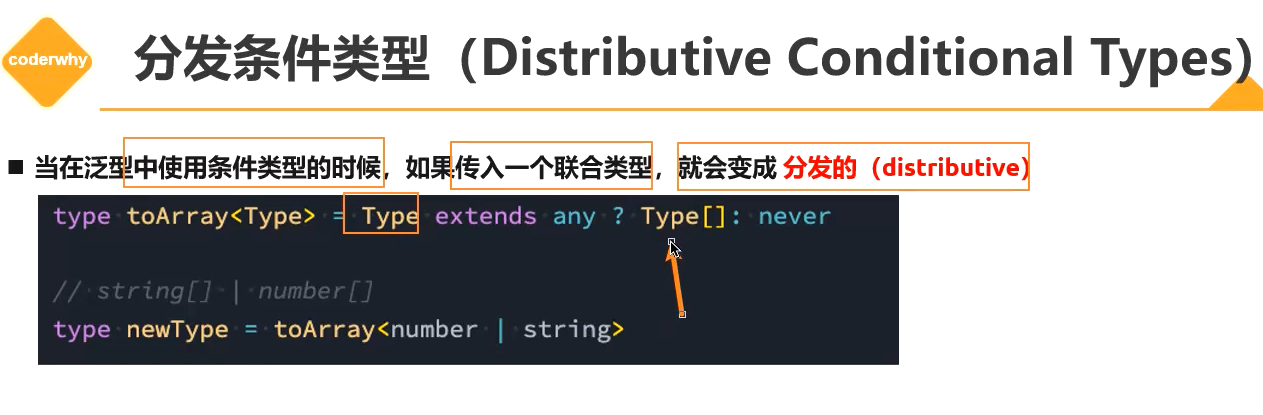 coderwhy
分发条件类型（Distributive Conditional Types）
当在泛型中使用条件类型的时候，如果传入一个联合类型，就会变成 分发的（distributive）
type toArray<Type> = Type extends any ? Type[]: never
// string[] | number[]
type newType = toArray<number | string>